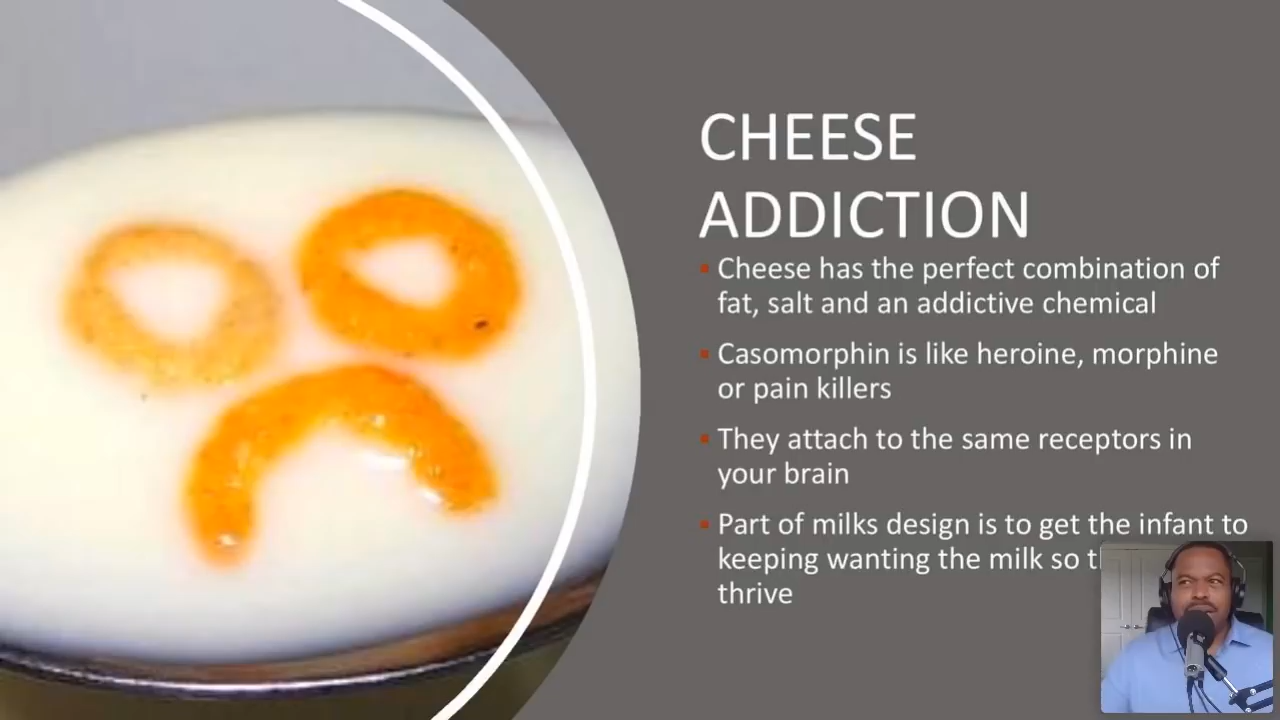 CHEESE
ADDICTION
▪ Cheese has the perfect combination of
fat, salt and an addictive chemical
▪ Casomorphin is like heroine, morphine
or pain killers
▪ They attach to the same receptors in
your brain
▪ Part of milks design is to get the infant to
keeping wanting the milk so
thrive